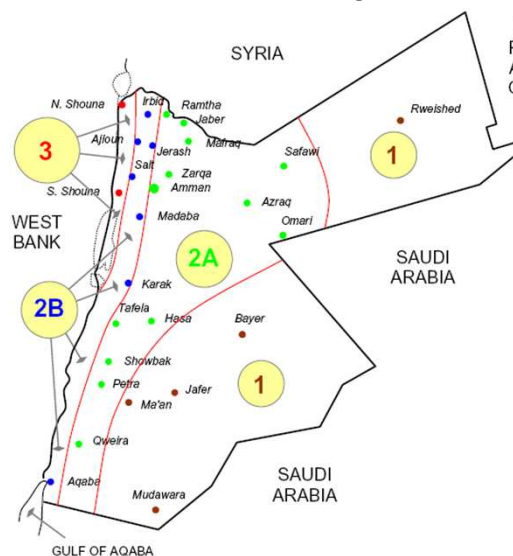 SYRIA
N. Shouna
Irbid
Ramtha
Jaber
Rweished
Ajloun
Jerash
Mafraq
3
1
Safawi
Salt
Zarqa
S. Shouna
Amman
Azraq
WEST
BANK
Madaba
Omari
SAUDI
ARABIA
2A
2B
Karak
Tafela
Hasa
Bayer
Showbak
1
Petra
Jafer
Ma'an
Qweira
Aqaba
SAUDI
ARABIA
Mudawara
GULF OF AQABA